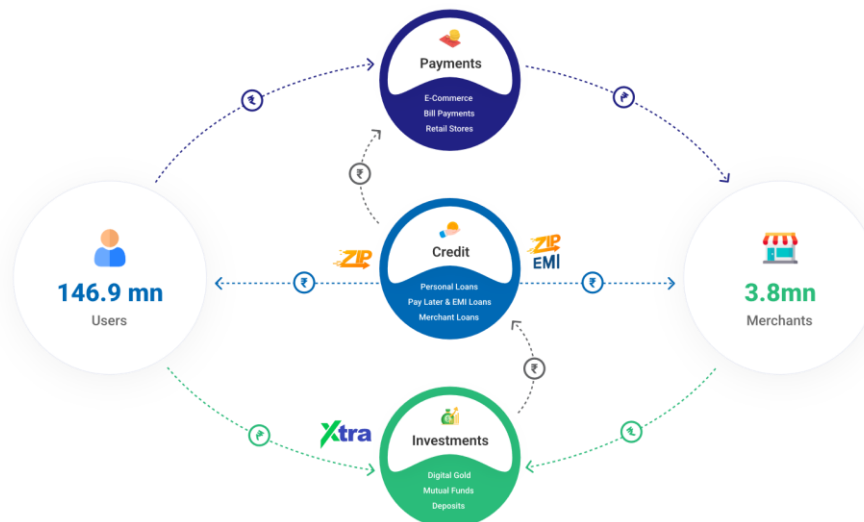 Payments
E-Commerce
Bill Payments
Retail Stores
₹
₹
₹
146.9 mn
Users
ZIP
₹
Credit
Personal Loans
Pay Later & EMI Loans
Merchant Loans
ZIP
EMI
₹
3.8mn
Merchants
₹
₹
Xtra
Investments
Digital Gold
Mutual Funds
Deposits
₹